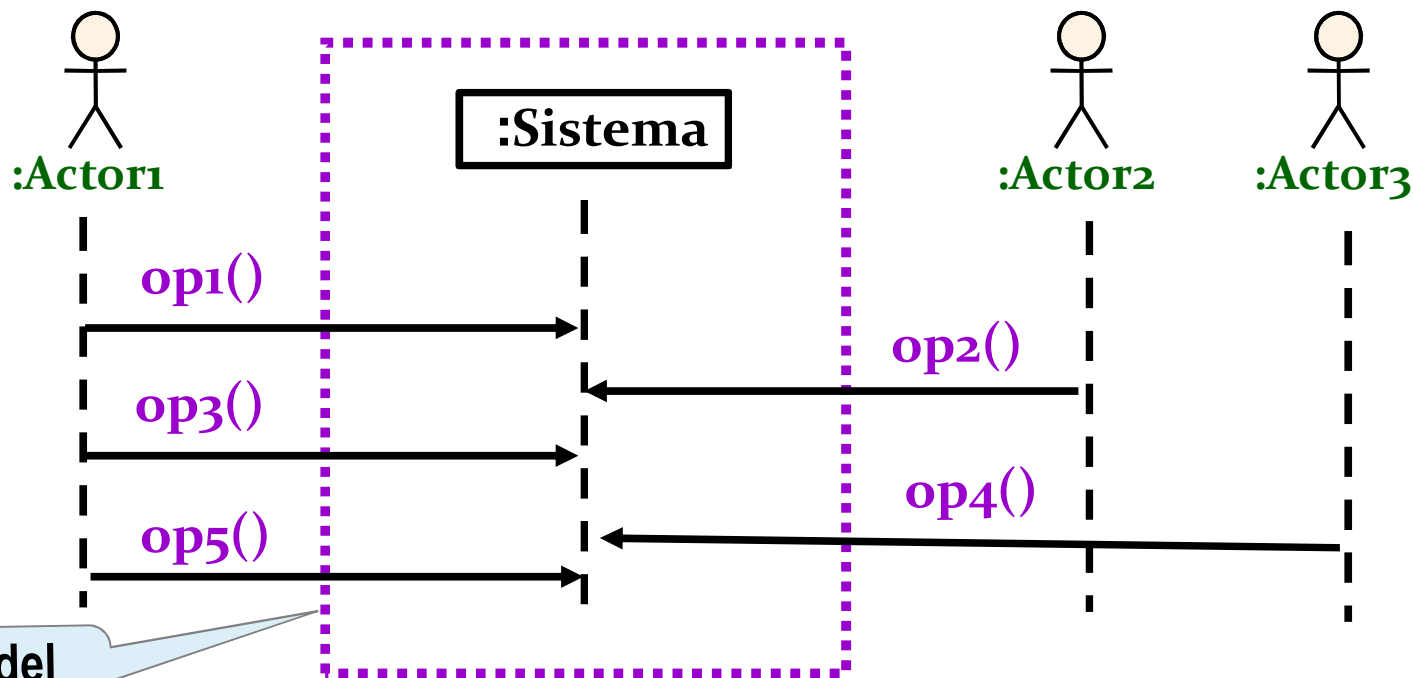 :Sistema
:Actor1
:Actor2
:Actor3
op1()
op2()
op3()
op4()
op5()
del